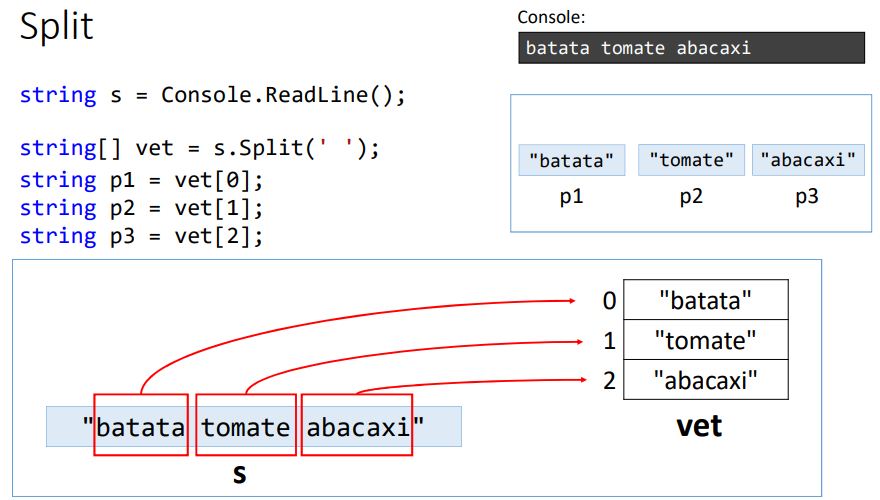 Split
Console:
batata tomate abacaxi
string s = Console.ReadLine();
string[] vet = s.Split(' ');
string p1 = vet[0];
string p2 = vet[1];
string p3 = vet[2];
"batata" "tomate" "abacaxi"
p1 p2 p3
0 "batata"
1 "tomate"
2 "abacaxi"
vet
"batata tomate abacaxi"
s